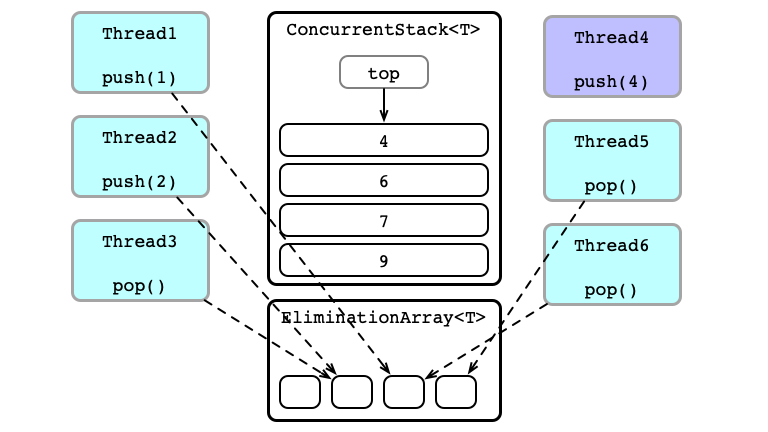 Thread1
push(1)
Thread2
push(2)
Thread3
pop()
ConcurrentStack<T>
top
4
6
7
9
EliminationArray<T>
Thread4
push(4)
Thread5
pop()
Thread6
pop()